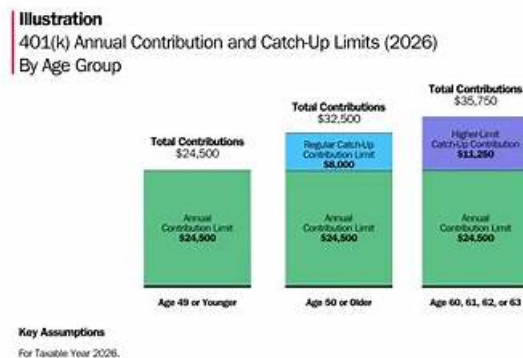 Illustration
401(k) Annual Contribution and Catch-Up Limits (2026)
By Age Group
Total Contributions
$24,500
Annual
Contribution Limit
$24,500
Age 49 or Younger
Total Contributions
$32,500
Regular Catch-Up
Contribution Limit
$8,000
Annual
Contribution Limit
$24,500
Age 50 or Older
Total Contributions
$35,750
Higher-Limit
Catch-Up Contribution
$11,250
Annual
Contribution Limit
$24,500
Age 60, 61, 62, or 63
Key Assumptions
For Taxable Year 2026.